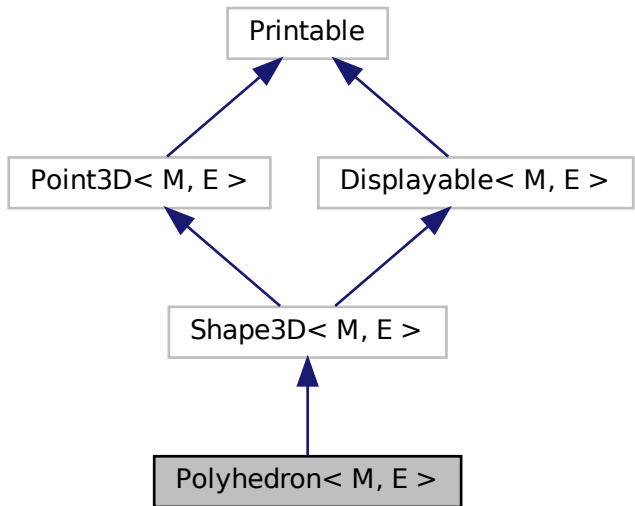 Printable
Point3D< M, E >
Displayable< M, E >
Shape3D< M, E >
Polyhedron< M, E >